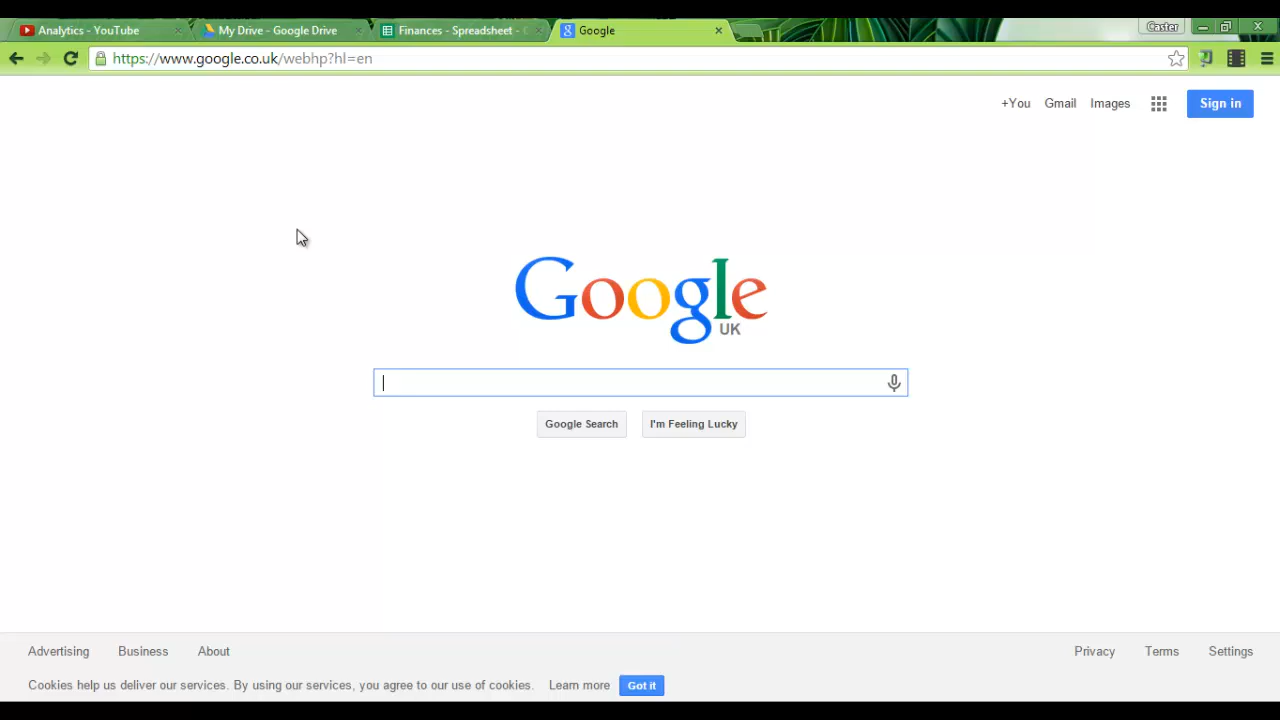 Analytics - YouTube
My Drive - Google Drive
Finances - Spreadsheet -
Google
Caster
https://www.google.co.uk/webhp?hl=en
+You Gmail Images Sign in
Google
UK
Google Search I'm Feeling Lucky
Advertising Business About Privacy Terms Settings
Cookies help us deliver our services. By using our services, you agree to our use of cookies. Learn more Got it